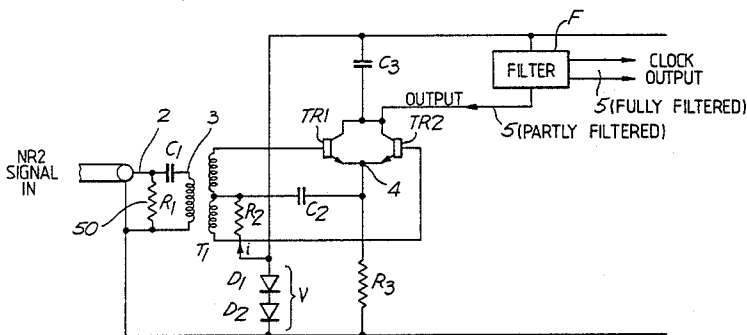 F
C3
FILTER
CLOCK
OUTPUT
OUTPUT
5(FULLY FILTERED)
5(PARTLY FILTERED)
TR1
TR2
NR2
SIGNAL
IN
2
C1
3
4
R1
50
R2
C2
T1
i
D1
D2
V
R3